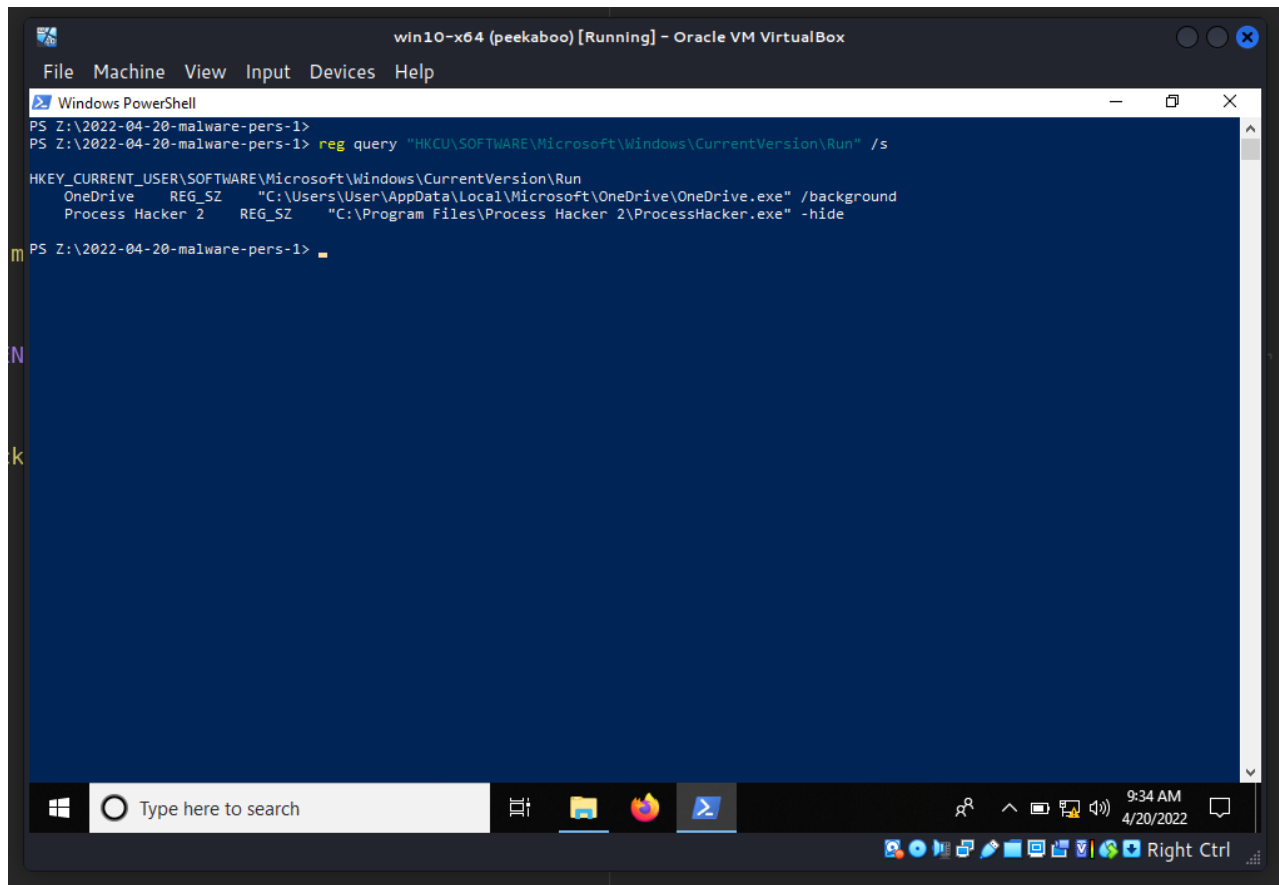 win10-x64 (peekaboo) [Running] - Oracle VM VirtualBox
File Machine View Input Devices Help
Windows PowerShell
PS Z:\2022-04-20-malware-pers-1>
PS Z:\2022-04-20-malware-pers-1> reg query "HKCU\SOFTWARE\Microsoft\Windows\CurrentVersion\Run" /s
HKEY_CURRENT_USER\SOFTWARE\Microsoft\Windows\CurrentVersion\Run
OneDrive REG_SZ "C:\Users\User\AppData\Local\Microsoft\OneDrive\OneDrive.exe" /background
Process Hacker 2 REG_SZ "C:\Program Files\Process Hacker 2\ProcessHacker.exe" -hide
m
PS Z:\2022-04-20-malware-pers-1>
EN
ck
Type here to search
9:34 AM
4/20/2022
Right Ctrl